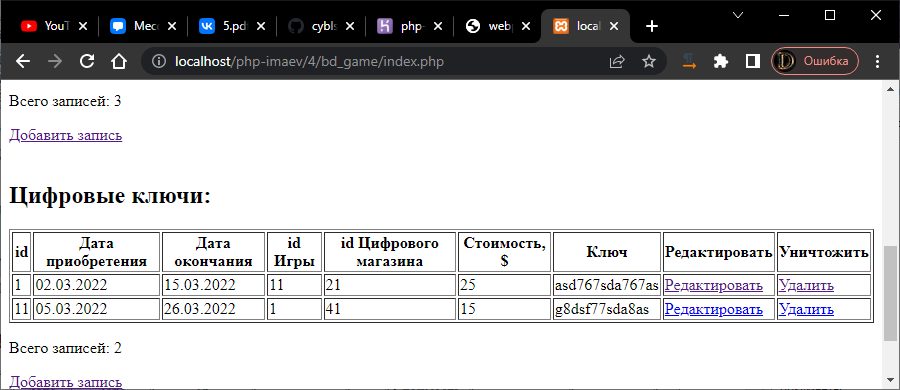 YouT
Месс
5.pd
cybls
php-
web
local
localhost/php-imaev/4/bd_game/index.php
Ошибка
Всего записей: 3
Добавить запись
Цифровые ключи:
id Дата приобретения Дата окончания id Игры id Цифрового магазина Стоимость, $ Ключ Редактировать Уничтожить
1 02.03.2022 15.03.2022 11 21 25 asd767sda767as Редактировать Удалить
11 05.03.2022 26.03.2022 1 41 15 g8dsf77sda8as Редактировать Удалить
Всего записей: 2
Добавить запись